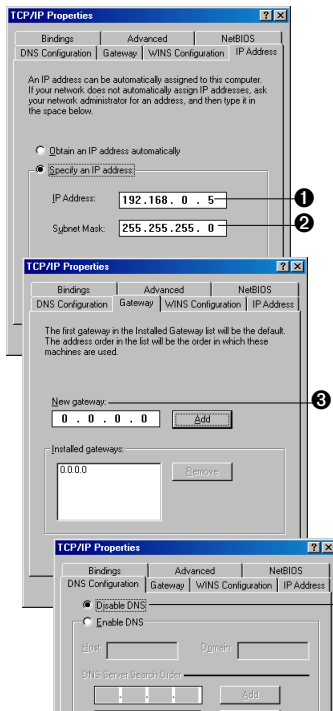 TCP/IP Properties
Bindings Advanced NetBIOS
DNS Configuration Gateway WINS Configuration IP Address
An IP address can be automatically assigned to this computer.
If your network does not automatically assign IP addresses, ask
your network administrator for an address, and then type it in
the space below.
Obtain an IP address automatically
Specify an IP address:
IP Address: 192.168. 0 . 5 1
Subnet Mask: 255.255.255. 0 2
TCP/IP Properties
Bindings Advanced NetBIOS
DNS Configuration Gateway WINS Configuration IP Address
The first gateway in the Installed Gateway list will be the default.
The address order in the list will be the order in which these
machines are used.
New gateway: 3
0 . 0 . 0 . 0 Add
Installed gateways:
0.0.0.0 Remove
TCP/IP Properties
Bindings Advanced NetBIOS
DNS Configuration Gateway WINS Configuration IP Address
Disable DNS
Enable DNS
Host: Domain:
DNS Server Search Order
. . . Add